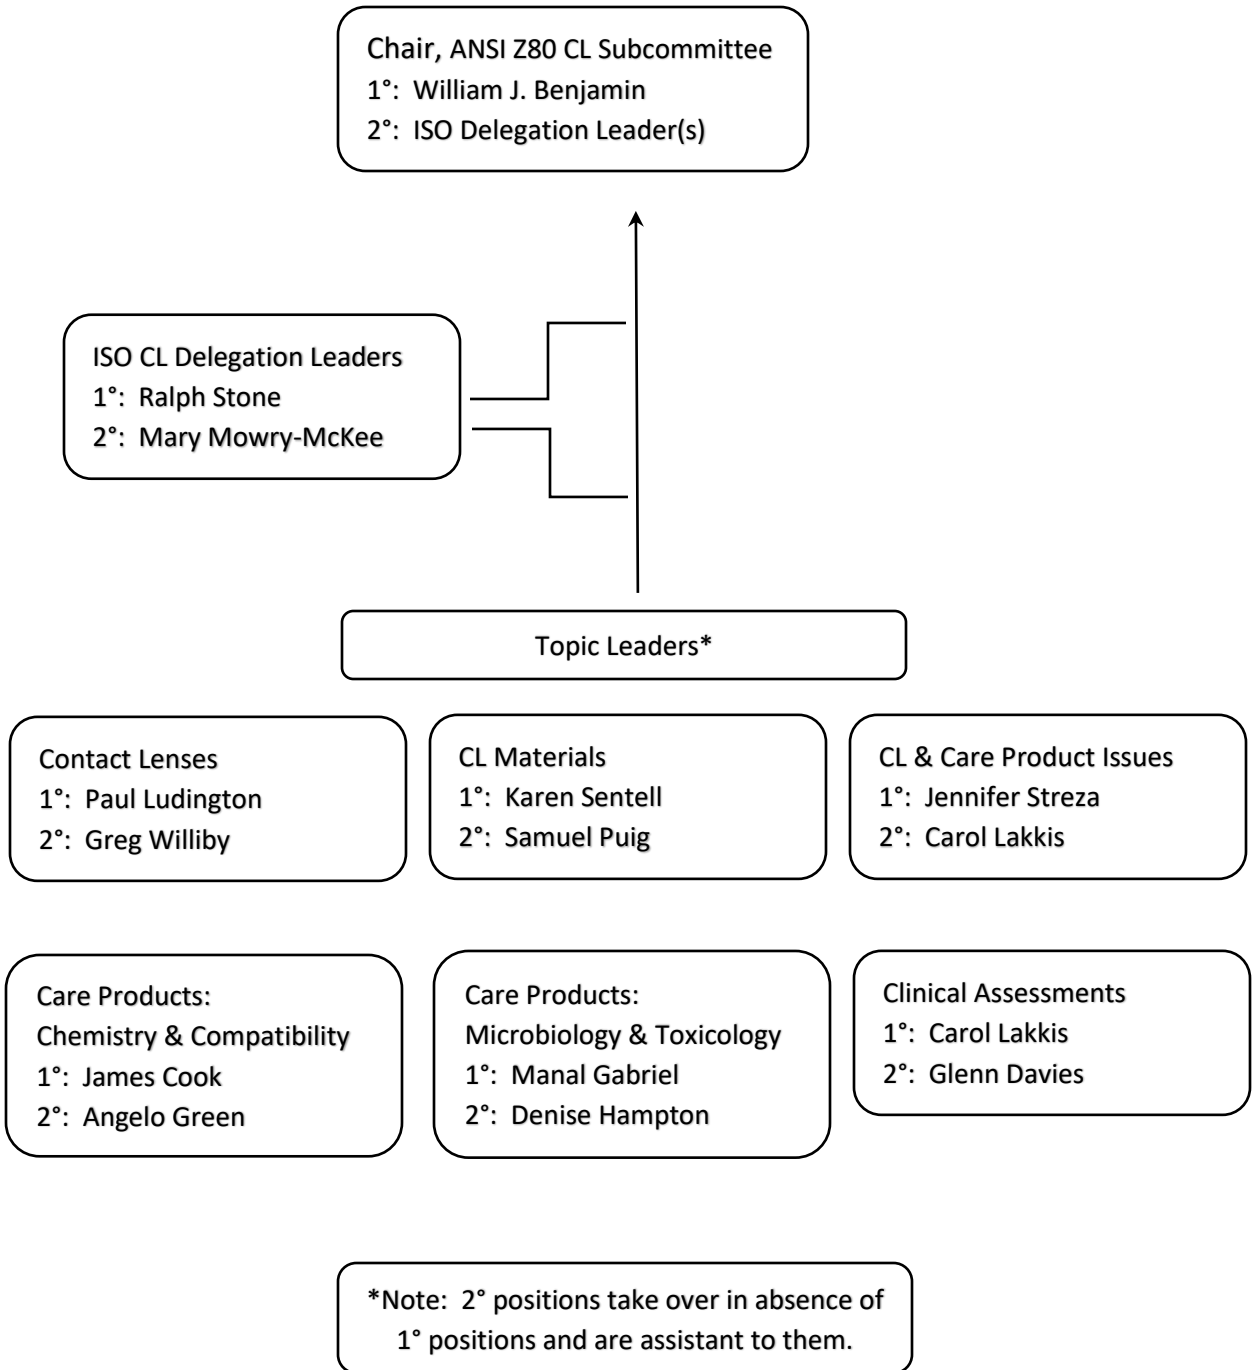 Chair, ANSI Z80 CL Subcommittee
1°: William J. Benjamin
2°: ISO Delegation Leader(s)
ISO CL Delegation Leaders
1°: Ralph Stone
2°: Mary Mowry-McKee
Topic Leaders*
Contact Lenses
1°: Paul Ludington
2°: Greg Williby
CL Materials
1°: Karen Sentell
2°: Samuel Puig
CL & Care Product Issues
1°: Jennifer Streza
2°: Carol Lakkis
Care Products:
Chemistry & Compatibility
1°: James Cook
2°: Angelo Green
Care Products:
Microbiology & Toxicology
1°: Manal Gabriel
2°: Denise Hampton
Clinical Assessments
1°: Carol Lakkis
2°: Glenn Davies
*Note: 2° positions take over in absence of
1° positions and are assistant to them.